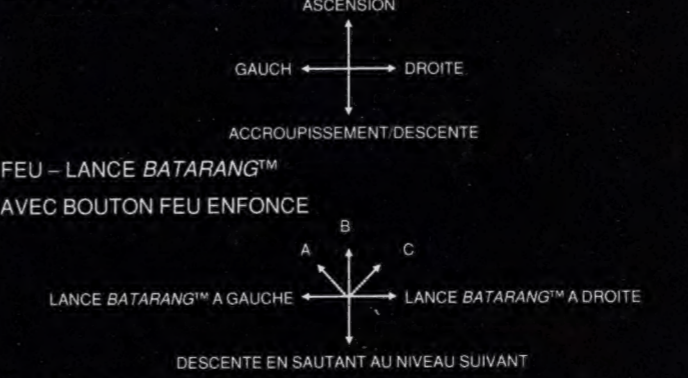 ASCENSION
GAUCH DROITE
ACCROUPISSEMENT/DESCENTE
FEU – LANCE BATARANG™
AVEC BOUTON FEU ENFONCE
B
A C
LANCE BATARANG™ A GAUCHE LANCE BATARANG™ A DROITE
DESCENTE EN SAUTANT AU NIVEAU SUIVANT